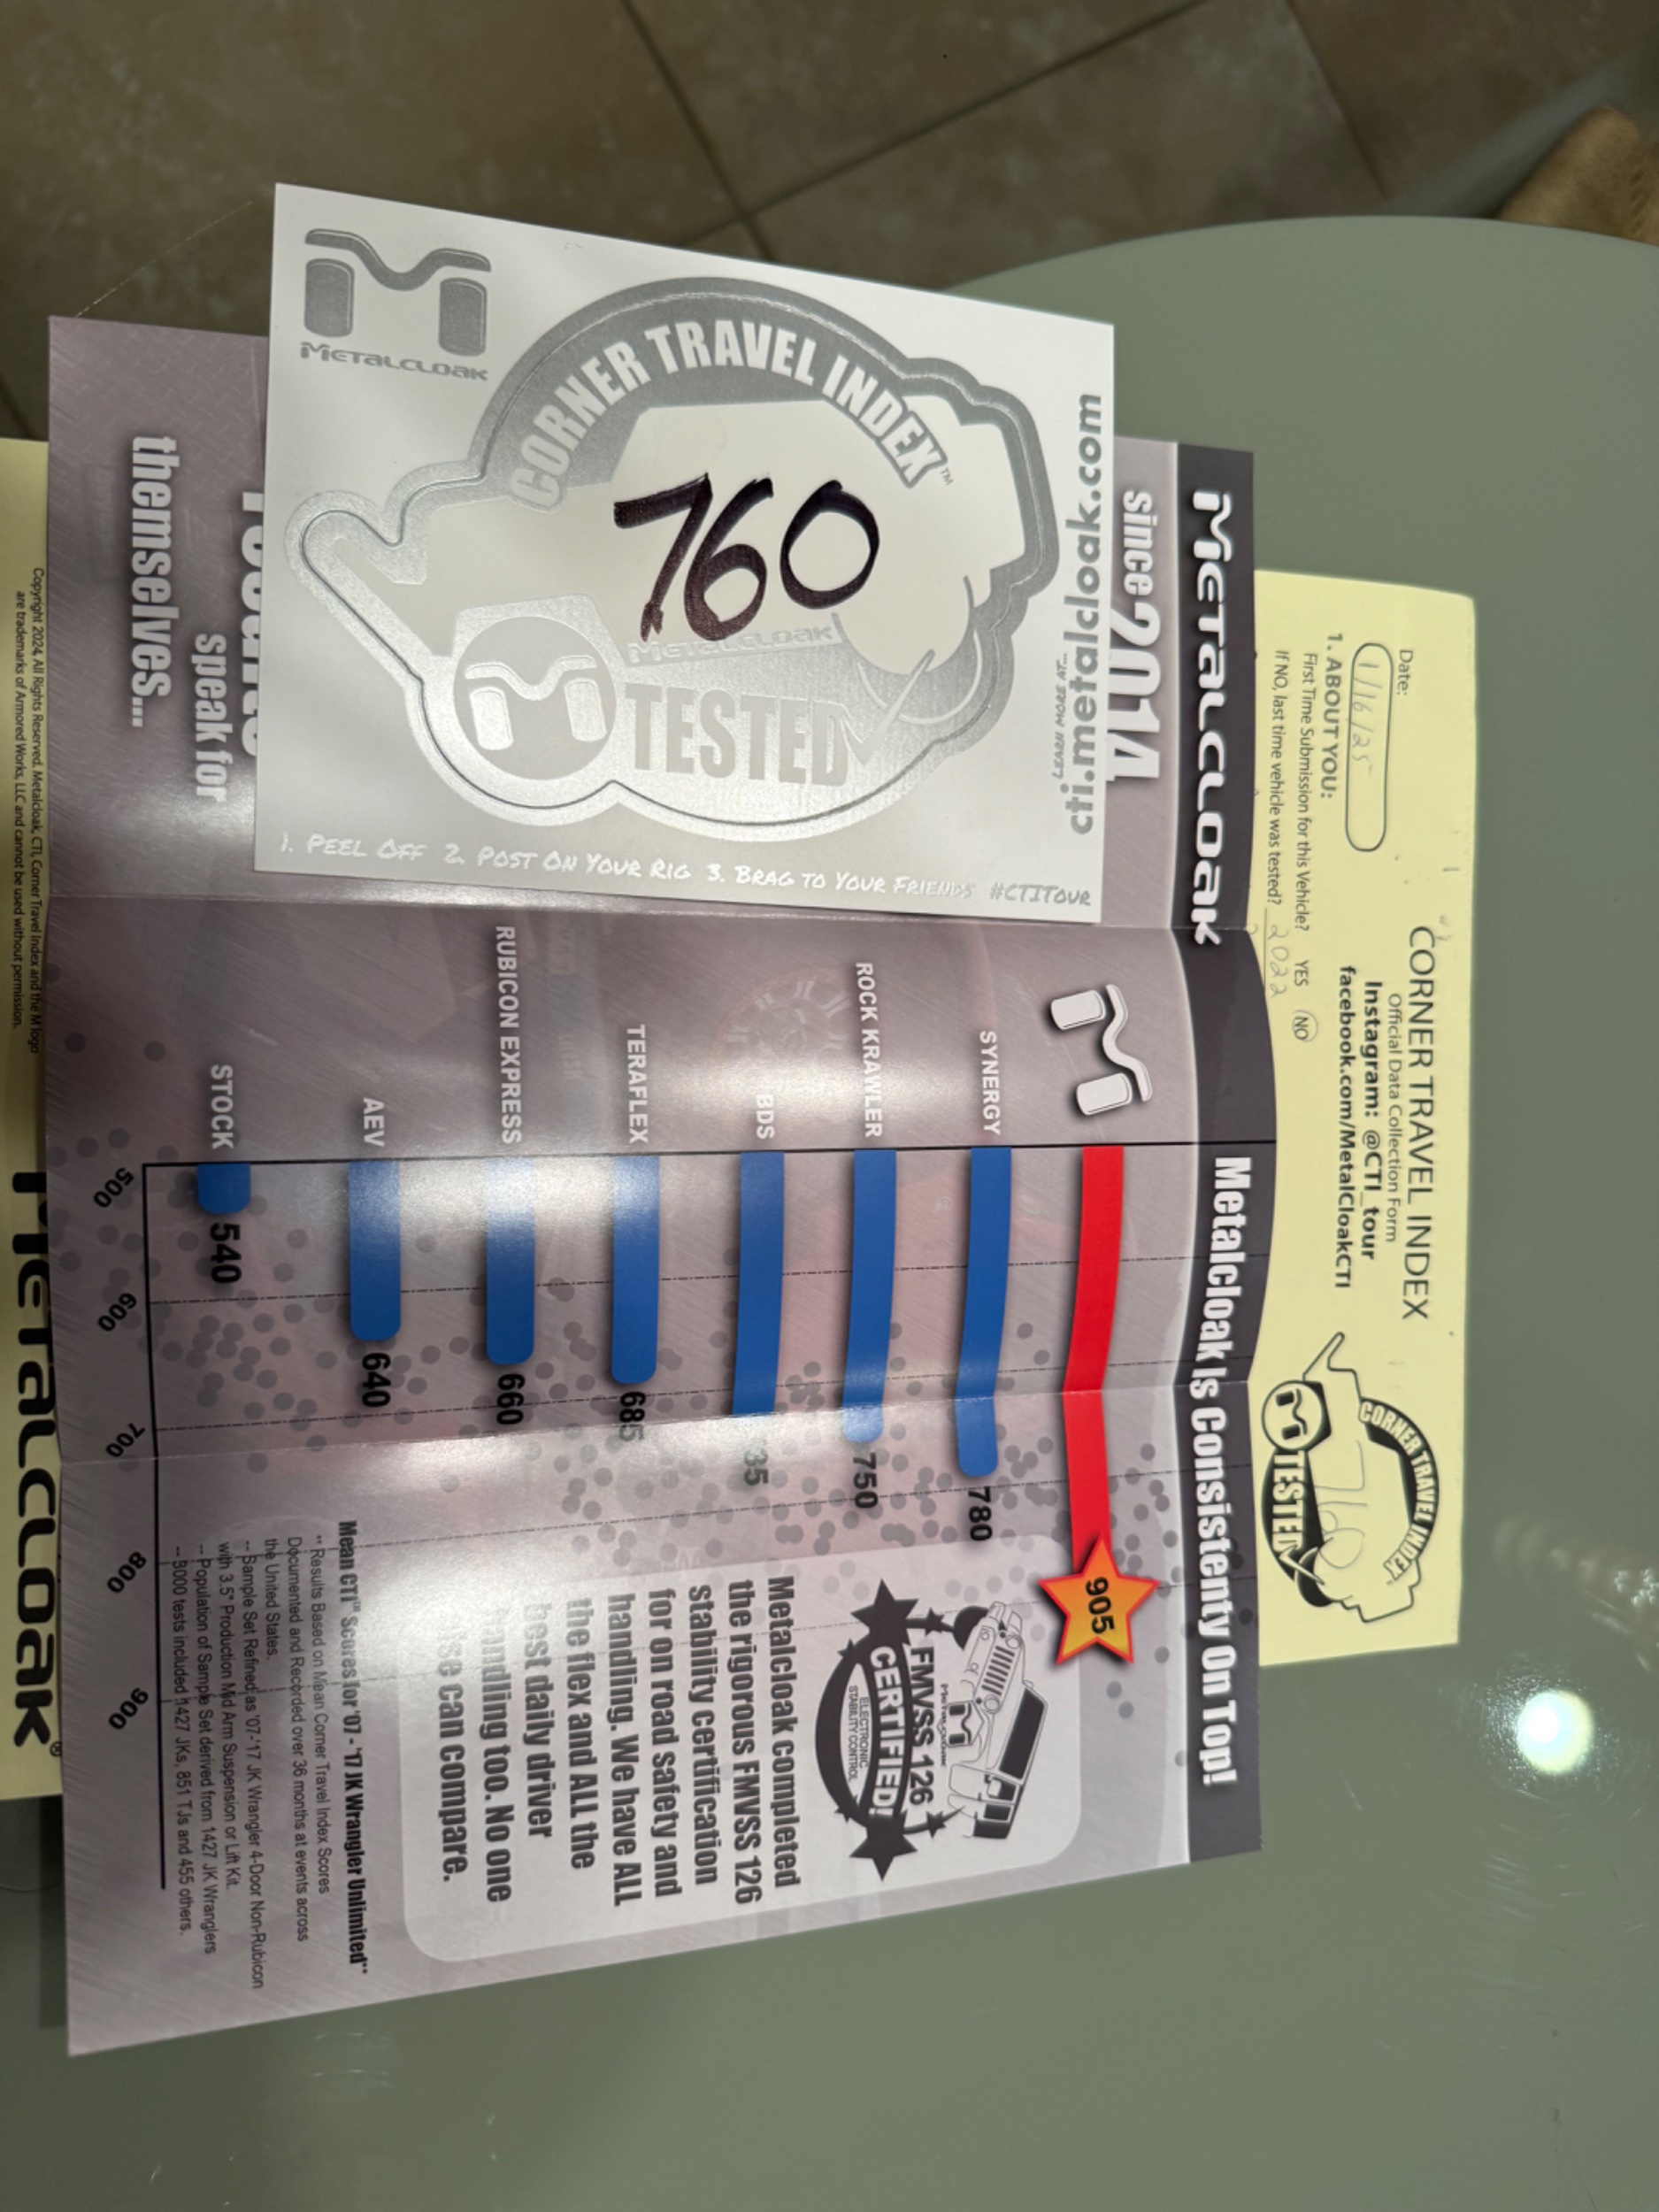 Date:
1/16/25
CORNER TRAVEL INDEX
Official Data Collection Form
Instagram: @CTI_tour
facebook.com/MetalCloakCTI
1. ABOUT YOU:
First Time Submission for this Vehicle? YES NO
If NO, last time vehicle was tested? 2022
CORNER TRAVEL INDEX
760
TESTED
METALCLOAK
Metalcloak Is Consistenty On Top!
since 2014
speak for
themselves...
METALCLOAK
CORNER TRAVEL INDEX™
760
METALCLOAK
TESTED
LEARN MORE AT...
cti.metalcloak.com
1. PEEL OFF 2. POST ON YOUR RIG 3. BRAG TO YOUR FRIENDS #CTITOUR
905
SYNERGY 780
ROCK KRAWLER 750
BDS 35
TERAFLEX 685
RUBICON EXPRESS 660
AEV 640
STOCK 540
500 600 700 800 900
METALCLOAK
FMVSS 126
CERTIFIED!
ELECTRONIC
STABILITY CONTROL
Metalcloak completed
the rigorous FMVSS 126
stability certification
for on road safety and
handling. We have ALL
the flex and ALL the
best daily driver
handling too. No one
else can compare.
Mean CTI™ Scores for '07 - '17 JK Wrangler Unlimited**
** Results Based on Mean Corner Travel Index Scores
Documented and Recorded over 36 months at events across
the United States.
-- Sample Set Refined as '07-'17 JK Wrangler 4-Door Non-Rubicon
with 3.5" Production Mid Arm Suspension or Lift Kit.
-- Population of Sample Set derived from 1427 JK Wranglers
-- 3000 tests included 1427 JKs, 851 TJs and 455 others.
Copyright 2024, All Rights Reserved. Metalcloak, CTI, Corner Travel Index and the M logo
are trademarks of Armored Works, LLC and cannot be used without permission.
METALCLOAK®